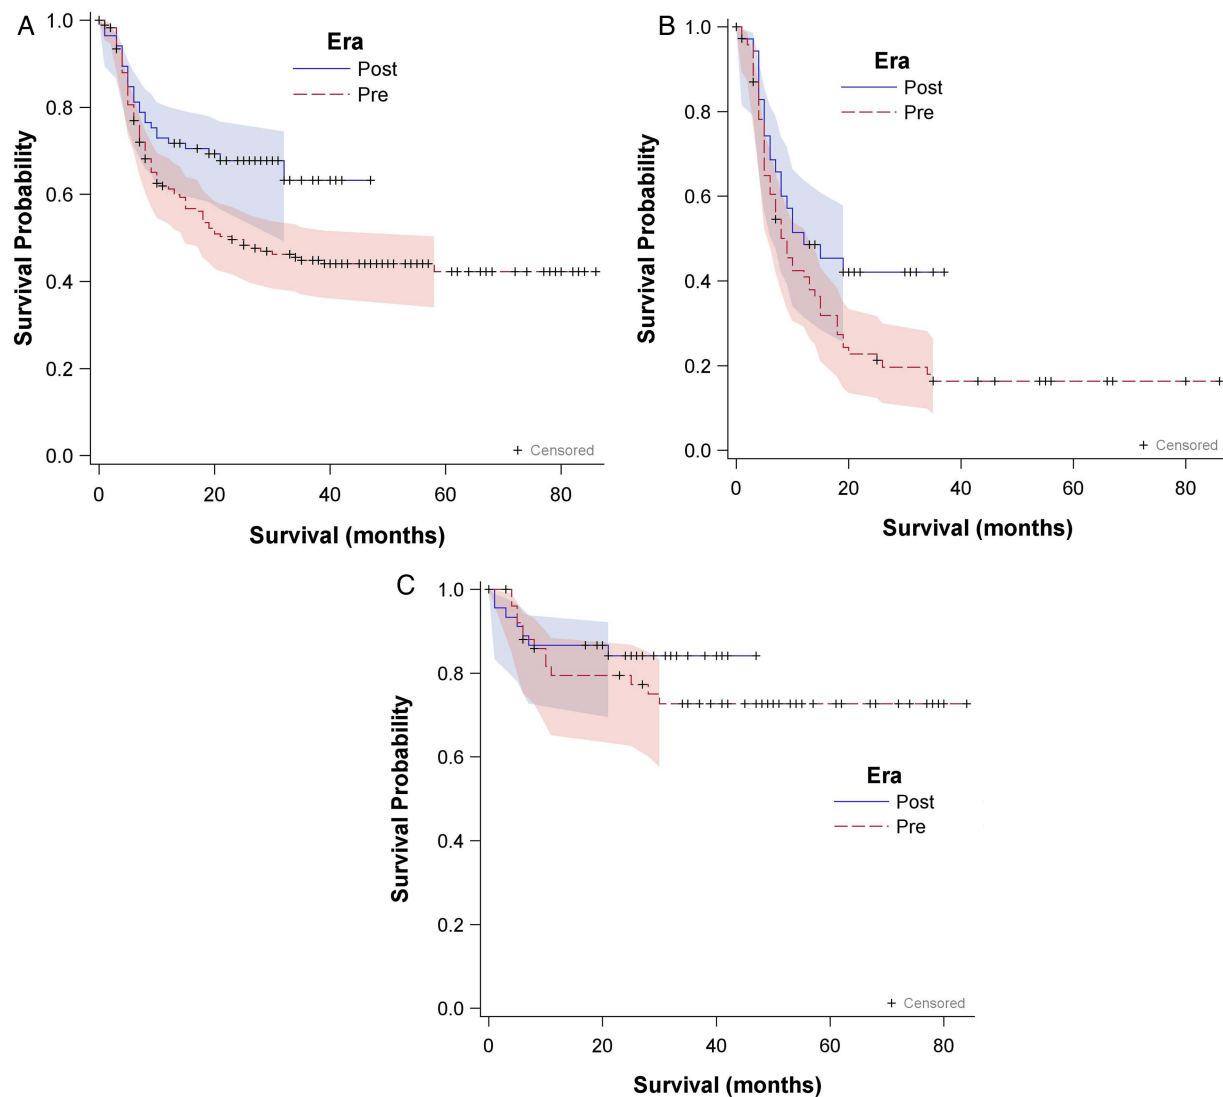 A
Era
Post
Pre
Survival Probability
1.0
0.8
0.6
0.4
0.2
0.0
+ Censored
0 20 40 60 80
Survival (months)
B
Era
Post
Pre
Survival Probability
1.0
0.8
0.6
0.4
0.2
0.0
+ Censored
0 20 40 60 80
Survival (months)
C
Era
Post
Pre
Survival Probability
1.0
0.8
0.6
0.4
0.2
0.0
+ Censored
0 20 40 60 80
Survival (months)